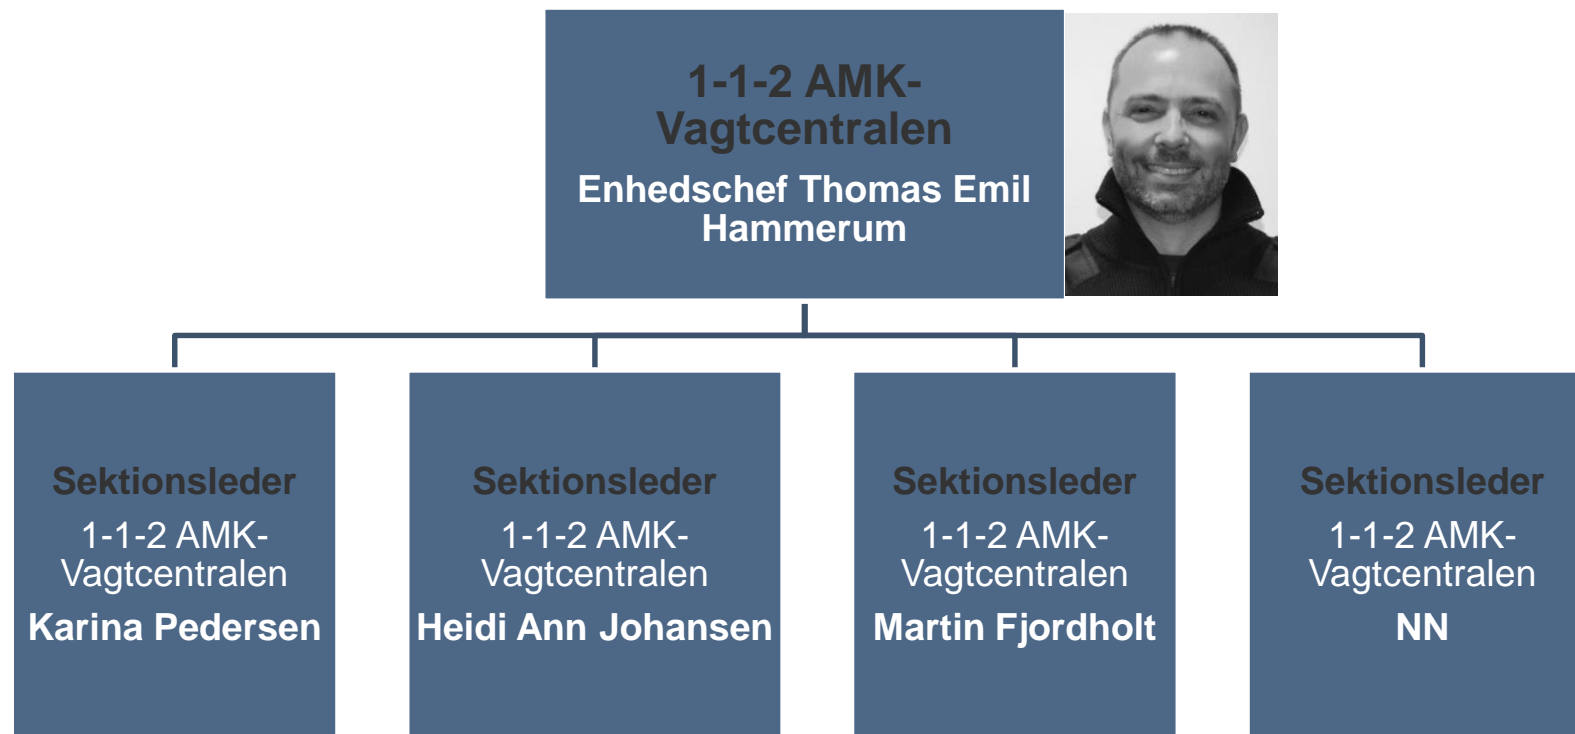 1-1-2 AMK-
Vagtcentralen
Enhedschef Thomas Emil
Hammerum
Sektionsleder
1-1-2 AMK-
Vagtcentralen
Karina Pedersen
Sektionsleder
1-1-2 AMK-
Vagtcentralen
Heidi Ann Johansen
Sektionsleder
1-1-2 AMK-
Vagtcentralen
Martin Fjordholt
Sektionsleder
1-1-2 AMK-
Vagtcentralen
NN